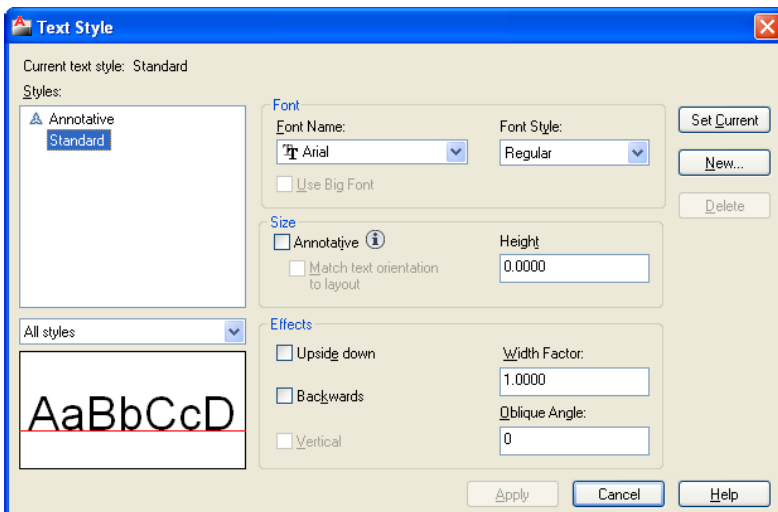 Text Style
Current text style: Standard
Styles:
Annotative
Standard
All styles
AaBbCcD
Font
Font Name:
Arial
Font Style:
Regular
Use Big Font
Size
Annotative
Match text orientation
to layout
Height
0.0000
Effects
Upside down
Backwards
Vertical
Width Factor:
1.0000
Oblique Angle:
0
Set Current
New...
Delete
Apply
Cancel
Help